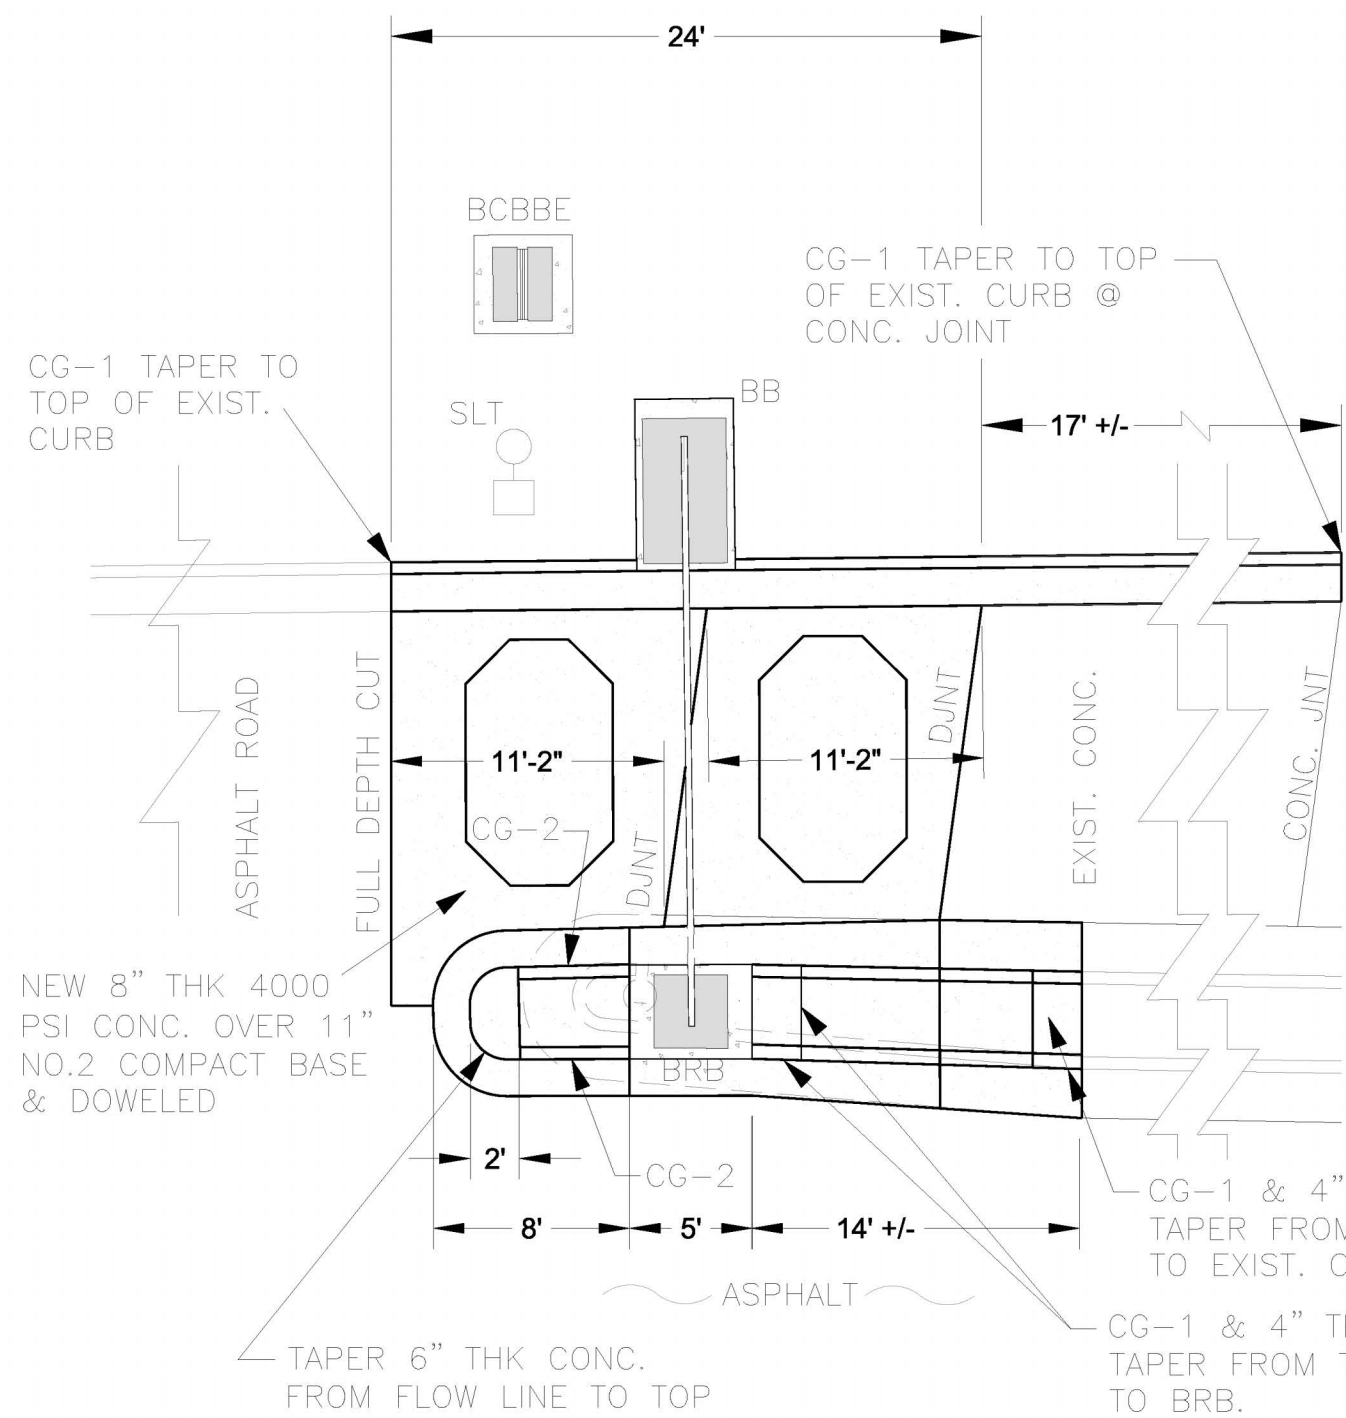 24'
BCBBE
CG-1 TAPER TO TOP
OF EXIST. CURB @
CONC. JOINT
CG-1 TAPER TO
TOP OF EXIST.
CURB
SLT
BB
17' +/-
ASPHALT ROAD
FULL DEPTH CUT
11'-2"
DJNT
11'-2"
DJNT
EXIST. CONC.
CONC. JNT
CG-2
NEW 8" THK 4000
PSI CONC. OVER 11"
NO.2 COMPACT BASE
& DOWELED
BRB
2'
CG-2
8'
5'
14' +/-
CG-1 & 4"
TAPER FROM
TO EXIST. C
ASPHALT
CG-1 & 4" TH
TAPER FROM T
TO BRB.
TAPER 6" THK CONC.
FROM FLOW LINE TO TOP